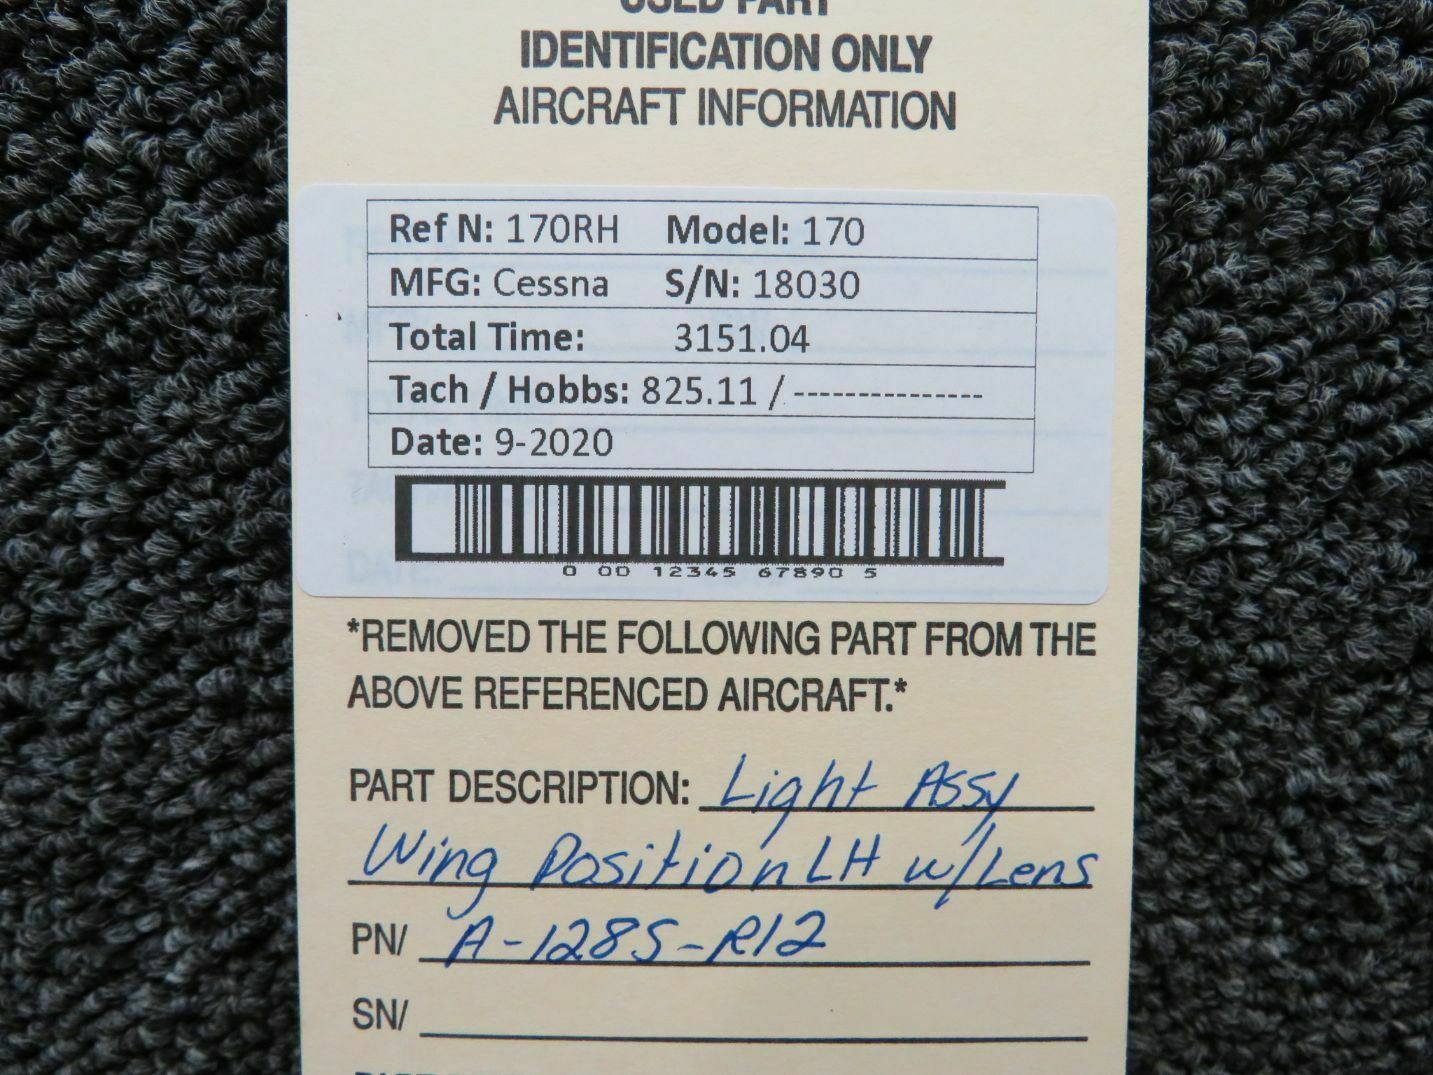 USED PART
IDENTIFICATION ONLY
AIRCRAFT INFORMATION
Ref N: 170RH Model: 170
MFG: Cessna S/N: 18030
Total Time: 3151.04
Tach / Hobbs: 825.11 / ---------------
Date: 9-2020
0 00 12345 67890 5
*REMOVED THE FOLLOWING PART FROM THE
ABOVE REFERENCED AIRCRAFT.*
PART DESCRIPTION: Light Assy
Wing Position LH w/Lens
PN/ A-1285-R12
SN/